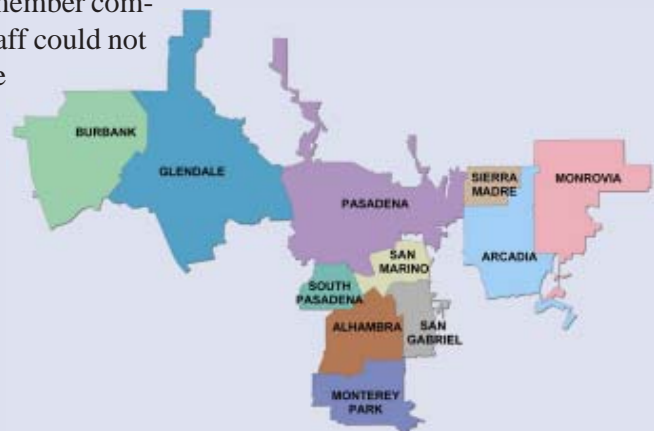 member com-
aff could not
e
BURBANK
GLENDALE
PASADENA
SIERRA
MADRE
MONROVIA
ARCADIA
SAN
MARINO
SOUTH
PASADENA
ALHAMBRA
SAN
GABRIEL
MONTEREY
PARK